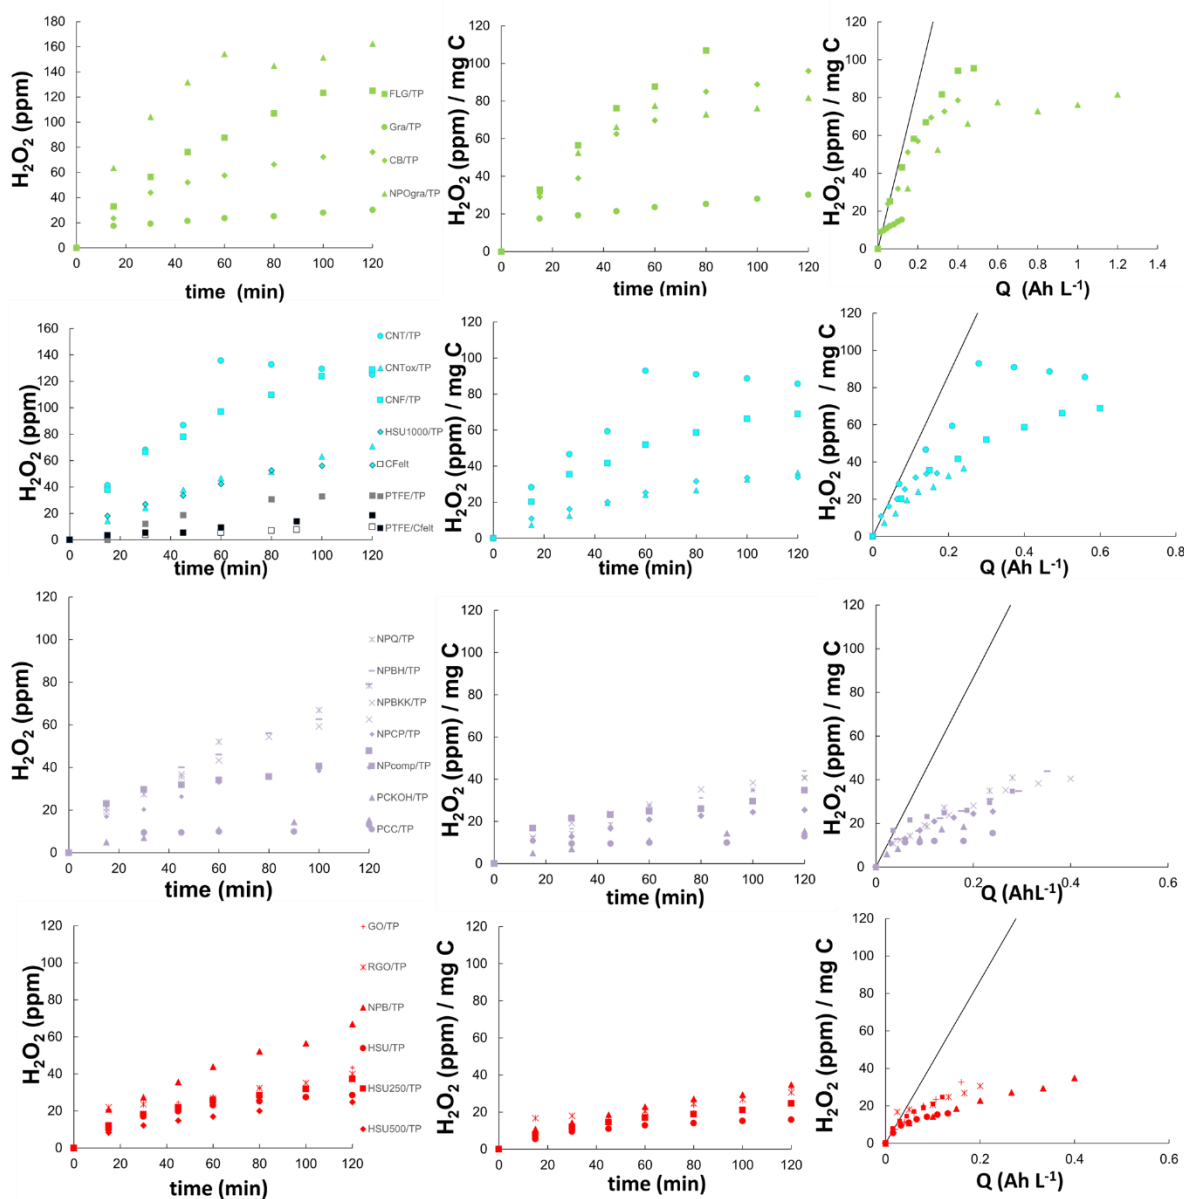 H2O2 (ppm)
180
160
140
120
100
80
60
40
20
0
0 20 40 60 80 100 120
time (min)
FLG/TP
Gra/TP
CB/TP
NPOgra/TP
H2O2 (ppm) / mg C
120
100
80
60
40
20
0
0 20 40 60 80 100 120
time (min)
H2O2 (ppm) / mg C
120
100
80
60
40
20
0
0 0.2 0.4 0.6 0.8 1 1.2 1.4
Q (Ah L-1)
H2O2 (ppm)
160
140
120
100
80
60
40
20
0
0 20 40 60 80 100 120
time (min)
CNT/TP
CNTox/TP
CNF/TP
HSU1000/TP
CFelt
PTFE/TP
PTFE/Cfelt
H2O2 (ppm) / mg C
120
100
80
60
40
20
0
0 20 40 60 80 100 120
time (min)
H2O2 (ppm) / mg C
120
100
80
60
40
20
0
0 0.2 0.4 0.6 0.8
Q (Ah L-1)
H2O2 (ppm)
120
100
80
60
40
20
0
0 20 40 60 80 100 120
time (min)
NPQ/TP
NPBH/TP
NPBKK/TP
NPCP/TP
NPcomp/TP
PCKOH/TP
PCC/TP
H2O2 (ppm) / mg C
120
100
80
60
40
20
0
0 20 40 60 80 100 120
time (min)
H2O2 (ppm) / mg C
120
100
80
60
40
20
0
0 0.2 0.4 0.6
Q (AhL-1)
H2O2 (ppm)
120
100
80
60
40
20
0
0 20 40 60 80 100 120
time (min)
GO/TP
RGO/TP
NPB/TP
HSU/TP
HSU250/TP
HSU500/TP
H2O2 (ppm) / mg C
120
100
80
60
40
20
0
0 20 40 60 80 100 120
time (min)
H2O2 (ppm) / mg C
120
100
80
60
40
20
0
0 0.2 0.4 0.6
Q (Ah L-1)